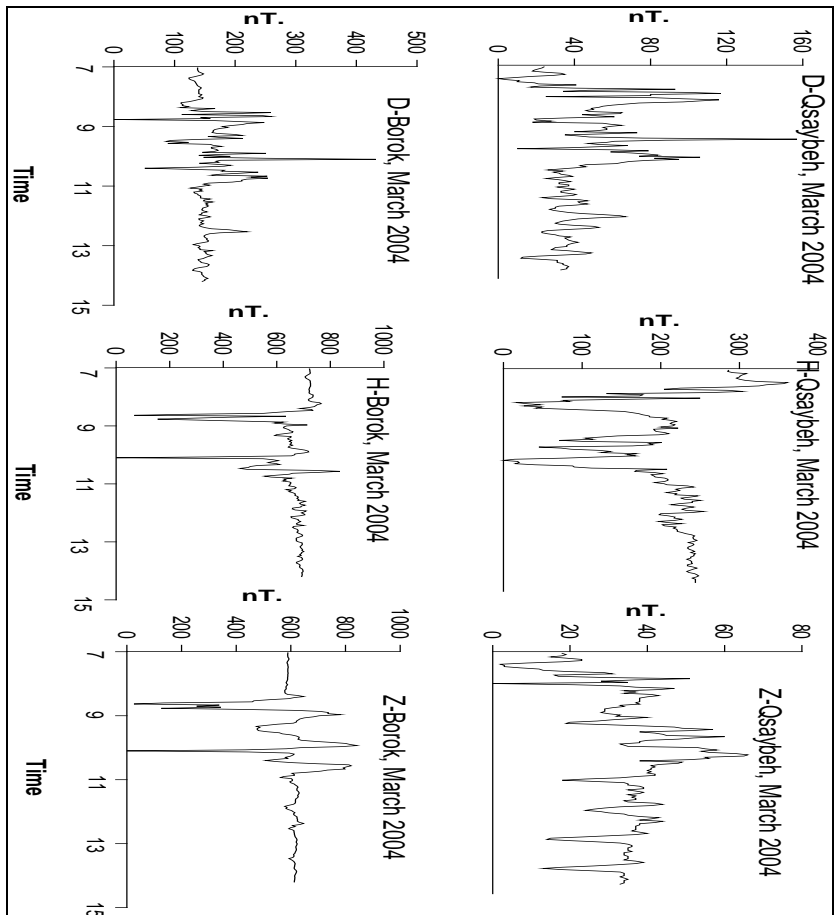 D-Qsaybeh, March 2004
nT.
160
120
80
40
0
H-Qsaybeh, March 2004
nT.
400
300
200
100
0
Z-Qsaybeh, March 2004
nT.
80
60
40
20
0
D-Borok, March 2004
nT.
500
400
300
200
100
0
7 9 11 13 15
Time
H-Borok, March 2004
nT.
1000
800
600
400
200
0
7 9 11 13 15
Time
Z-Borok, March 2004
nT.
1000
800
600
400
200
0
7 9 11 13 15
Time